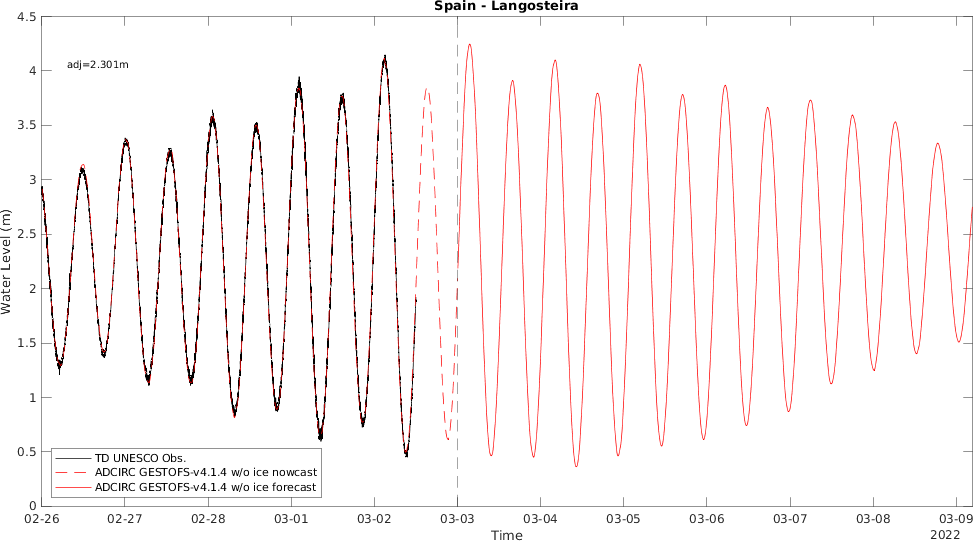 Spain - Langosteira
4.5
4
3.5
3
2.5
2
1.5
1
0.5
0
Water Level (m)
adj=2.301m
TD UNESCO Obs.
ADCIRC GESTOFS-v4.1.4 w/o ice nowcast
ADCIRC GESTOFS-v4.1.4 w/o ice forecast
02-26 02-27 02-28 03-01 03-02 03-03 03-04 03-05 03-06 03-07 03-08 03-09
Time
2022